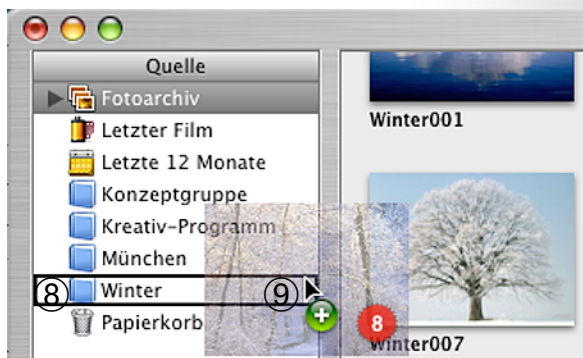 Quelle
Fotoarchiv
Letzter Film
Letzte 12 Monate
Konzeptgruppe
Kreativ-Programm
München
⑧ Winter ⑨
Papierkorb
8
Winter001
Winter007